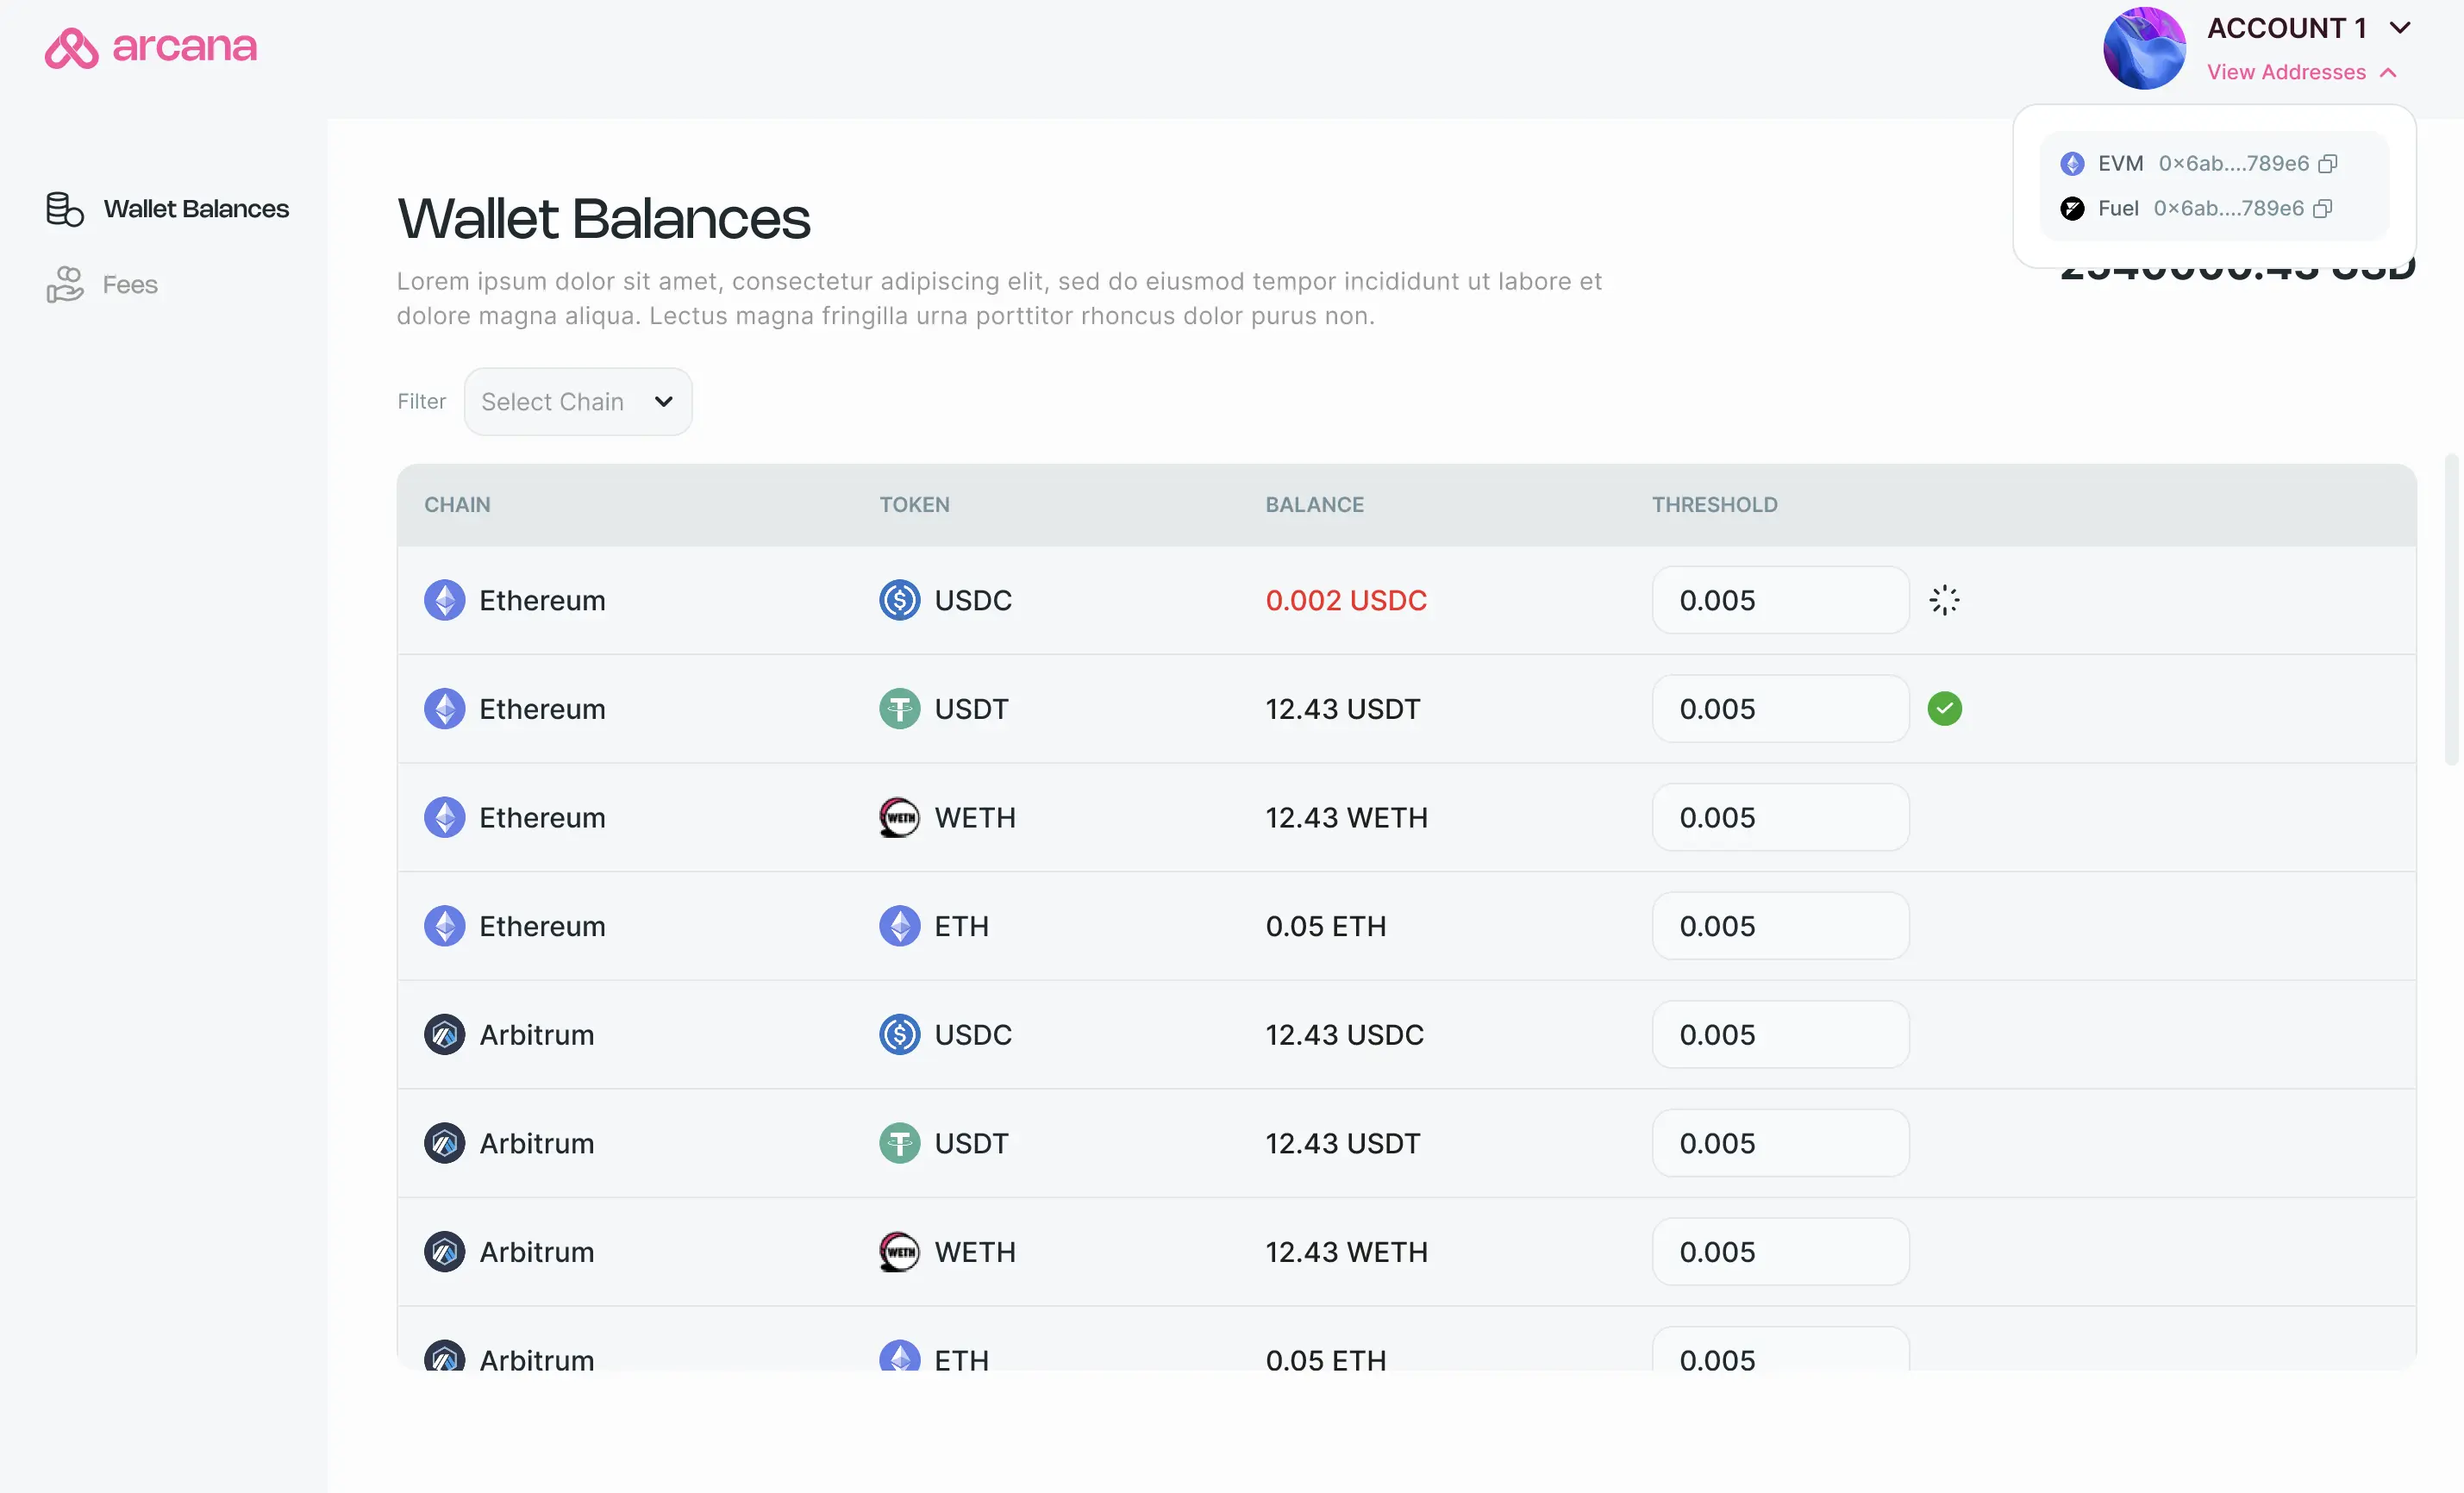 arcana
ACCOUNT 1
View Addresses
EVM 0×6ab....789e6
Fuel 0×6ab....789e6
Wallet Balances
Fees
Wallet Balances
Lorem ipsum dolor sit amet, consectetur adipiscing elit, sed do eiusmod tempor incididunt ut labore et
dolore magna aliqua. Lectus magna fringilla urna porttitor rhoncus dolor purus non.
USD
Filter Select Chain
CHAIN TOKEN BALANCE THRESHOLD
Ethereum USDC 0.002 USDC 0.005
Ethereum USDT 12.43 USDT 0.005
Ethereum WETH WETH 12.43 WETH 0.005
Ethereum ETH 0.05 ETH 0.005
Arbitrum USDC 12.43 USDC 0.005
Arbitrum USDT 12.43 USDT 0.005
Arbitrum WETH WETH 12.43 WETH 0.005
Arbitrum ETH 0.05 ETH 0.005